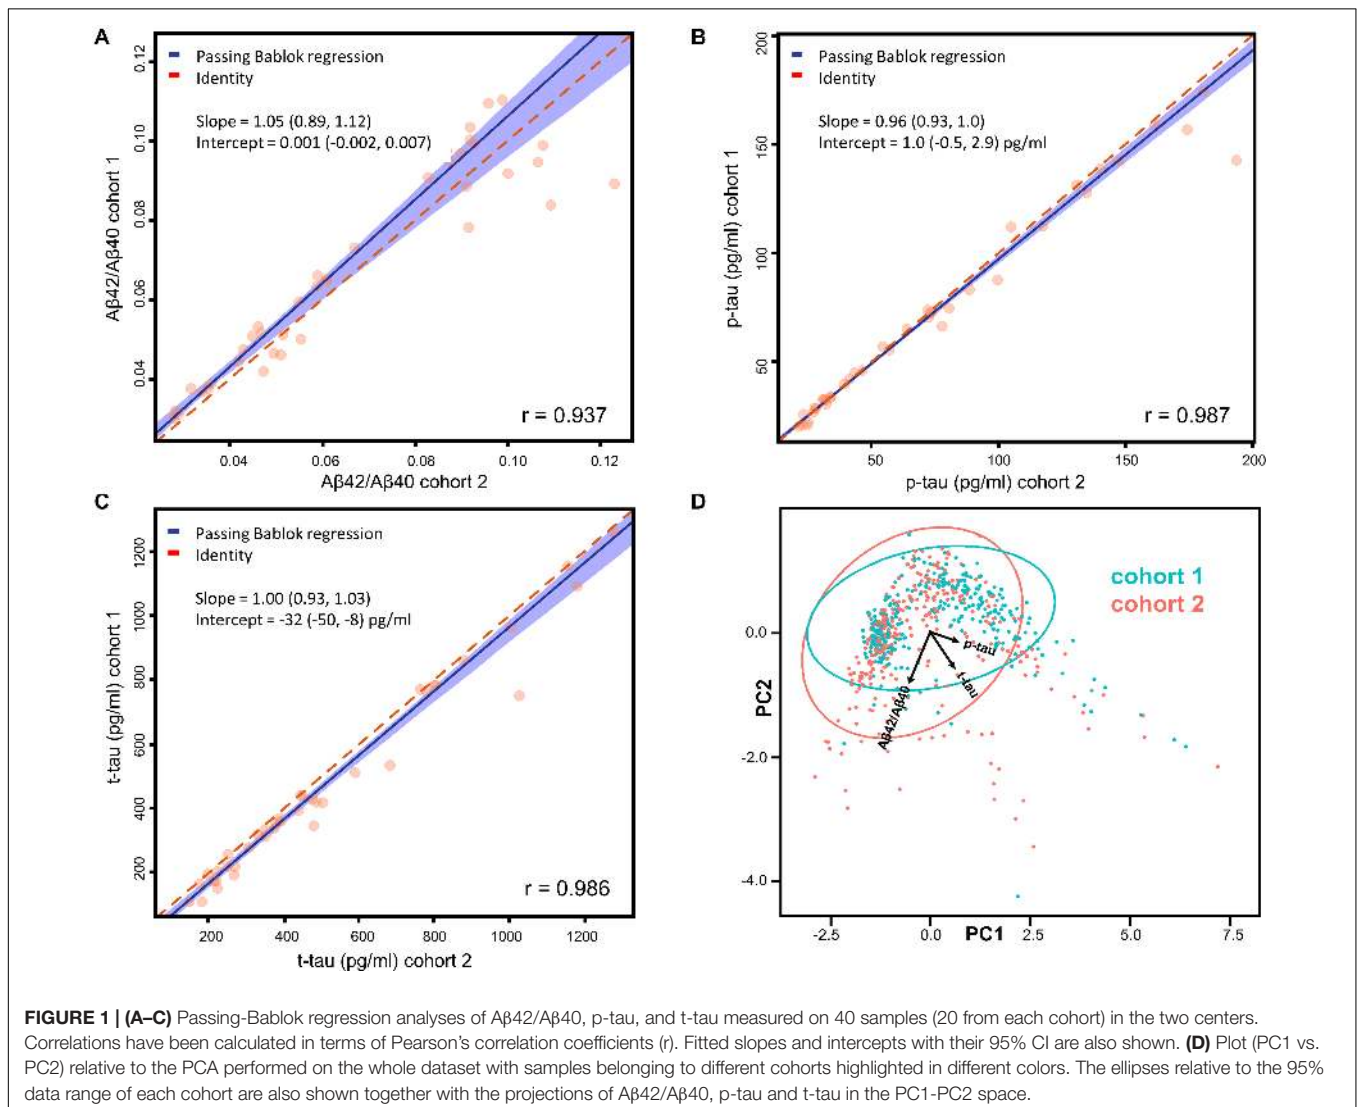 A
Passing Bablok regression
Identity
Slope = 1.05 (0.89, 1.12)
Intercept = 0.001 (-0.002, 0.007)
r = 0.937
0.12
0.10
0.08
0.06
0.04
Aβ42/Aβ40 cohort 1
0.04 0.06 0.08 0.10 0.12
Aβ42/Aβ40 cohort 2
B
Passing Bablok regression
Identity
Slope = 0.96 (0.93, 1.0)
Intercept = 1.0 (-0.5, 2.9) pg/ml
r = 0.987
200
150
100
50
p-tau (pg/ml) cohort 1
50 100 150 200
p-tau (pg/ml) cohort 2
C
Passing Bablok regression
Identity
Slope = 1.00 (0.93, 1.03)
Intercept = -32 (-50, -8) pg/ml
r = 0.986
1200
1000
800
600
400
200
t-tau (pg/ml) cohort 1
200 400 600 800 1000 1200
t-tau (pg/ml) cohort 2
D
cohort 1
cohort 2
p-tau
t-tau
Aβ42/Aβ40
0.0
-2.0
-4.0
PC2
-2.5 0.0 2.5 5.0 7.5
PC1
FIGURE 1 | (A–C) Passing-Bablok regression analyses of Aβ42/Aβ40, p-tau, and t-tau measured on 40 samples (20 from each cohort) in the two centers.
Correlations have been calculated in terms of Pearson's correlation coefficients (r). Fitted slopes and intercepts with their 95% CI are also shown. (D) Plot (PC1 vs.
PC2) relative to the PCA performed on the whole dataset with samples belonging to different cohorts highlighted in different colors. The ellipses relative to the 95%
data range of each cohort are also shown together with the projections of Aβ42/Aβ40, p-tau and t-tau in the PC1-PC2 space.